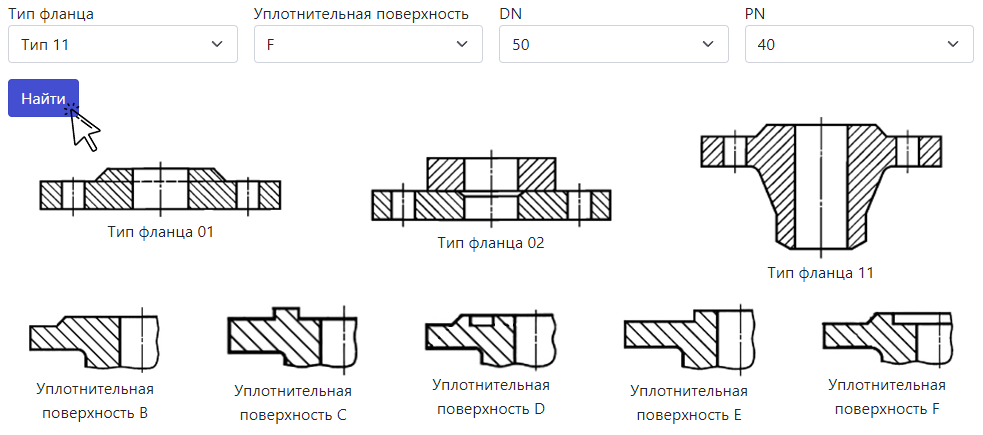 Тип фланца
Уплотнительная поверхность
DN
PN
Тип 11
F
50
40
Найти
Тип фланца 01
Тип фланца 02
Тип фланца 11
Уплотнительная
поверхность B
Уплотнительная
поверхность C
Уплотнительная
поверхность D
Уплотнительная
поверхность E
Уплотнительная
поверхность F